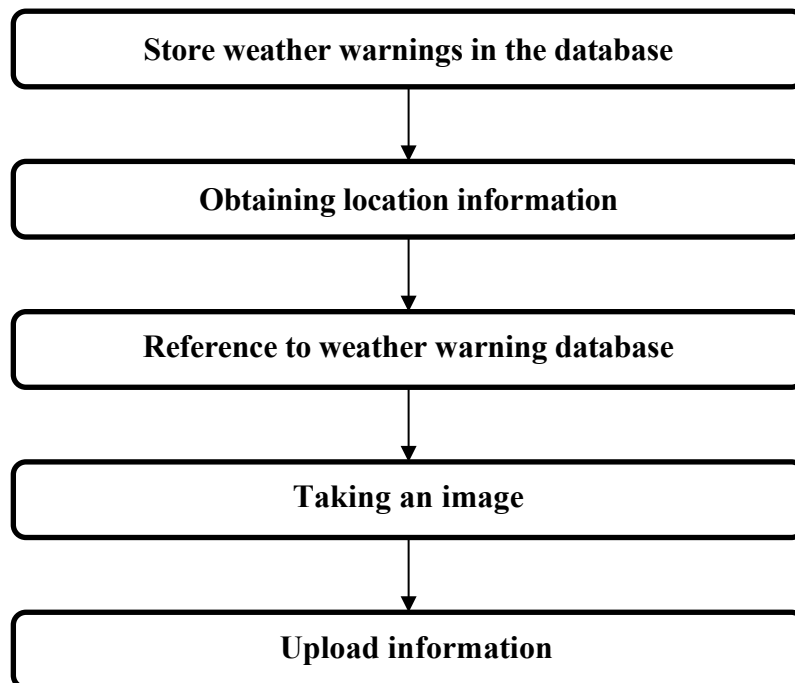 Store weather warnings in the database
Obtaining location information
Reference to weather warning database
Taking an image
Upload information